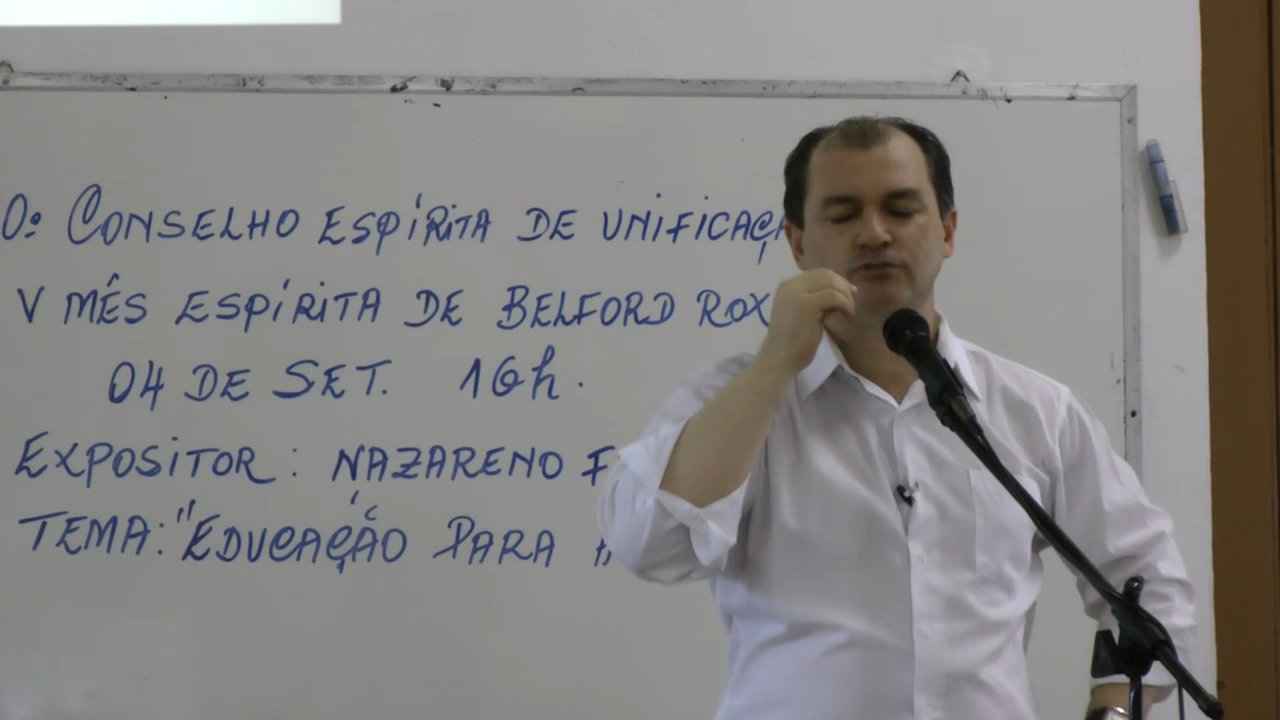 O: CONSELHO ESPÍRITA DE UNIFICAÇ
V MÊS ESPÍRITA DE BELFORD ROX
04 DE SET. 16h.
EXPOSITOR: NAZARENO F
TEMA: "EDUCAÇÃO PARA A